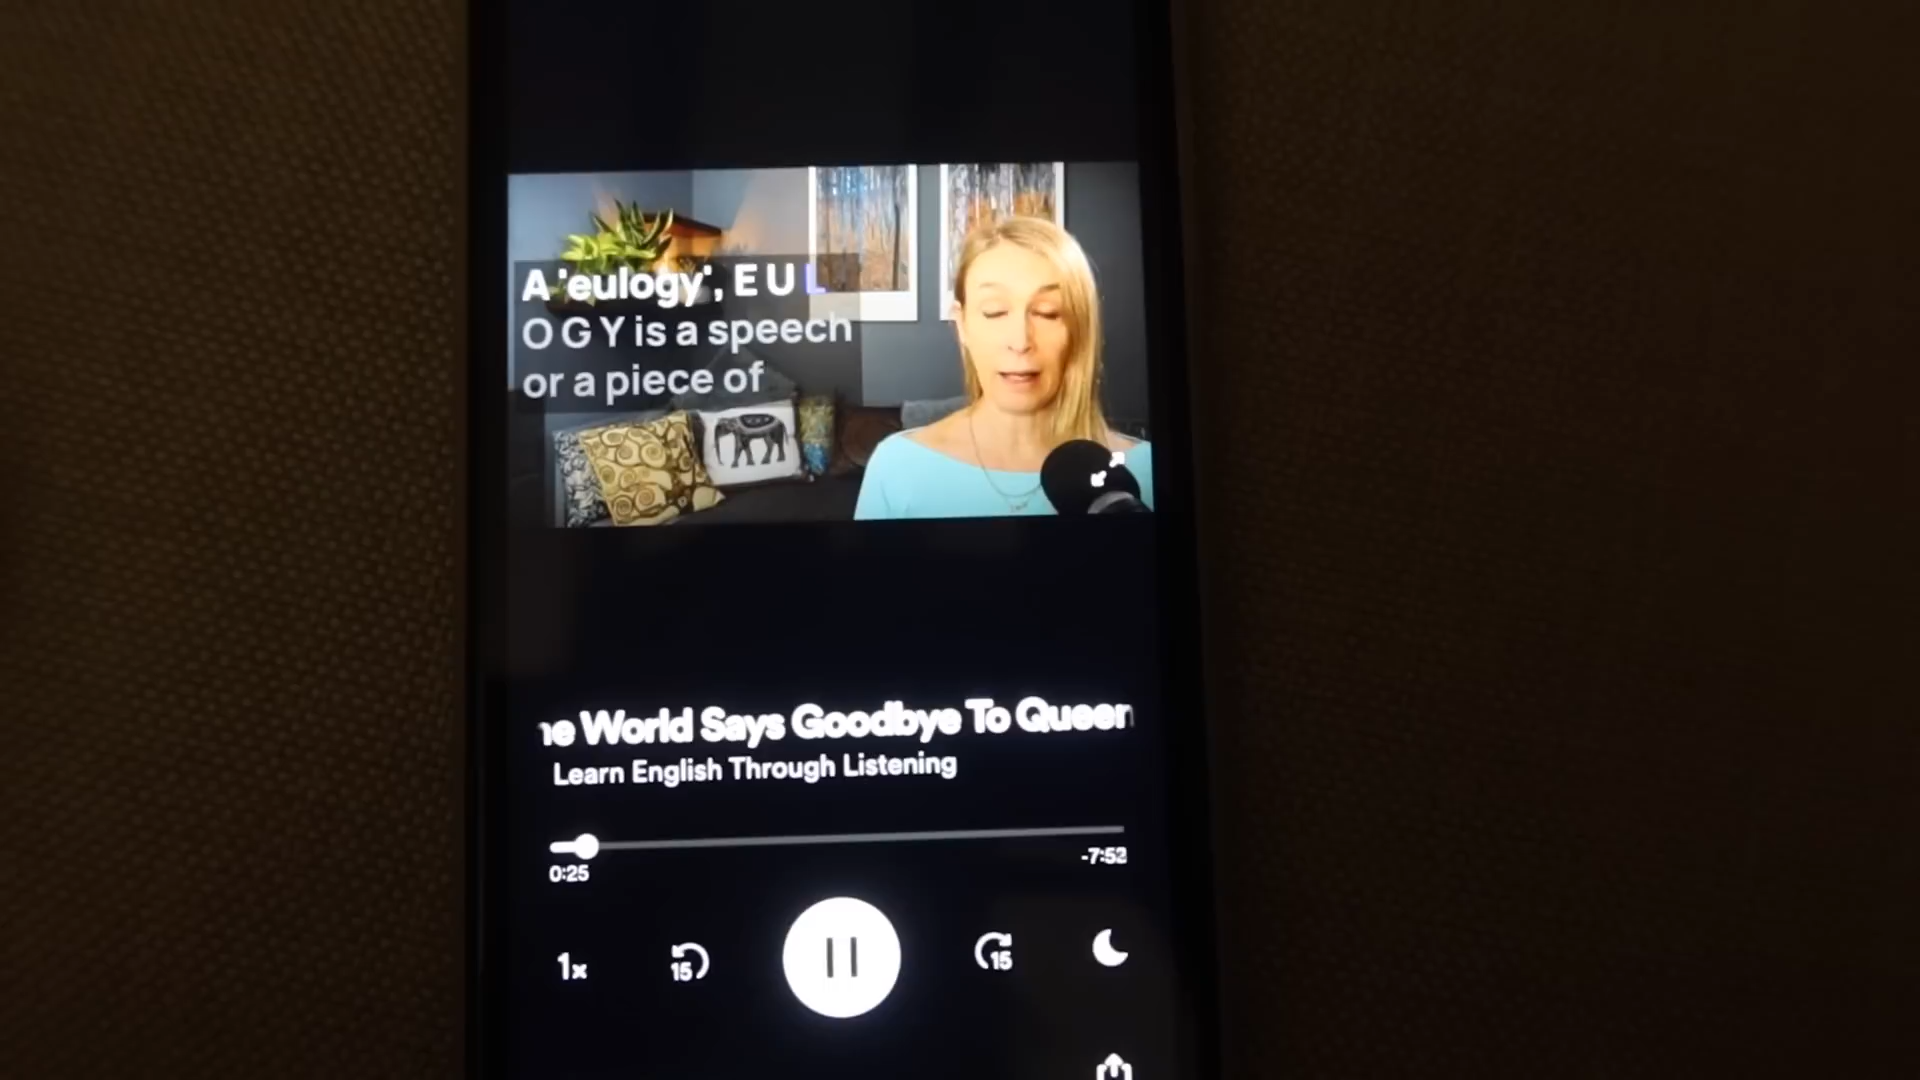 A 'eulogy', E U L
O G Y is a speech
or a piece of
he World Says Goodbye To Queen
Learn English Through Listening
0:25
-7:52
1x
15
15